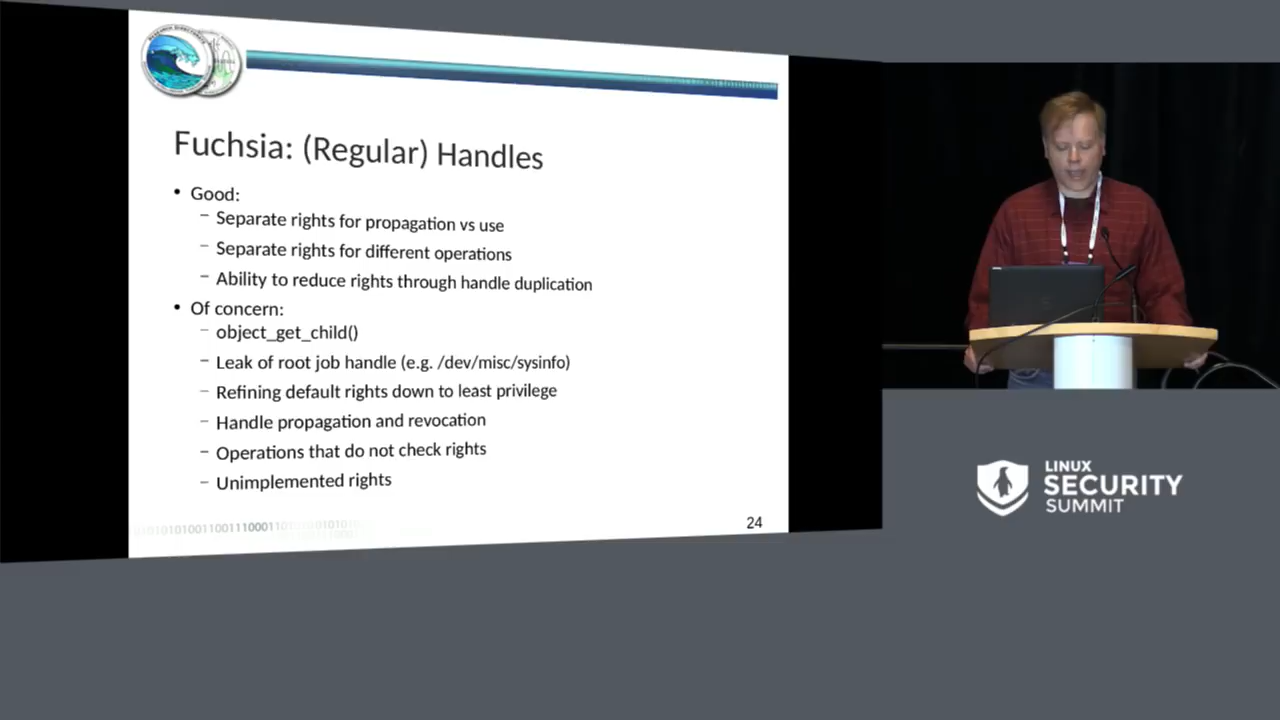 Fuchsia: (Regular) Handles
• Good:
– Separate rights for propagation vs use
– Separate rights for different operations
– Ability to reduce rights through handle duplication
• Of concern:
– object_get_child()
– Leak of root job handle (e.g. /dev/misc/sysinfo)
– Refining default rights down to least privilege
– Handle propagation and revocation
– Operations that do not check rights
– Unimplemented rights
24
LINUX
SECURITY
SUMMIT